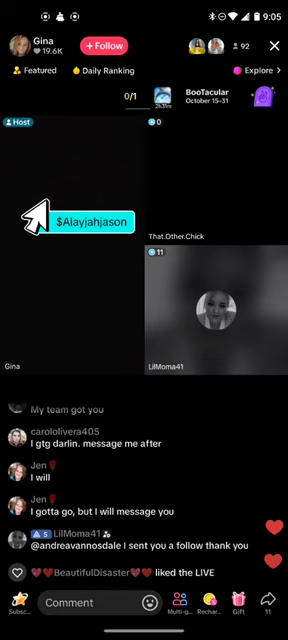 9:05
Gina
19.6K
+ Follow
92
Featured
Daily Ranking
Explore >
0/1
2h31m
BooTacular
October 15–31
Host
0
$Alayjahjason
That.Other.Chick
11
Gina
LilMoma41
My team got you
carololivera405
I gtg darlin. message me after
Jen
I will
Jen
I gotta go, but I will message you
5 LilMoma41
@andreavannosdale I sent you a follow thank you
BeautifulDisaster liked the LIVE
Subsc...
Comment
Multi-g...
Rechar...
Gift
11